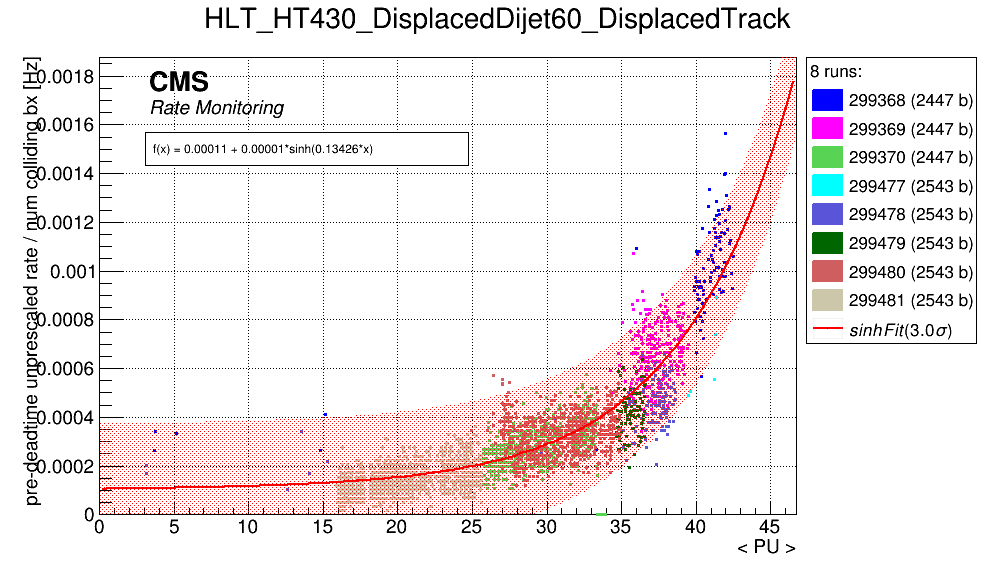 HLT_HT430_DisplacedDijet60_DisplacedTrack
pre-deadtime unprescaled rate / num colliding bx [Hz]
0.0018
0.0016
0.0014
0.0012
0.001
0.0008
0.0006
0.0004
0.0002
0
CMS
Rate Monitoring
f(x) = 0.00011 + 0.00001*sinh(0.13426*x)
0 5 10 15 20 25 30 35 40 45
< PU >
8 runs:
299368 (2447 b)
299369 (2447 b)
299370 (2447 b)
299477 (2543 b)
299478 (2543 b)
299479 (2543 b)
299480 (2543 b)
299481 (2543 b)
sinhFit(3.0σ)